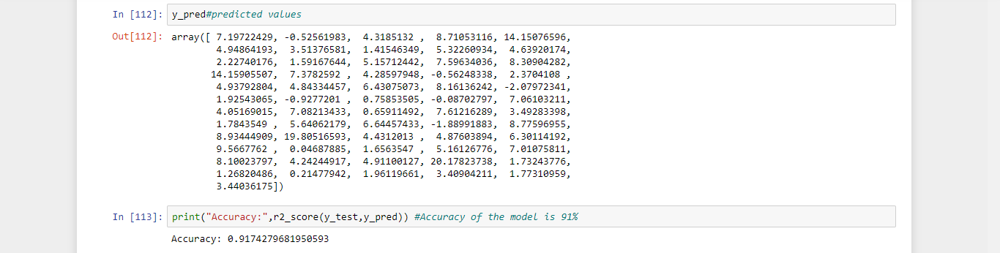 In [112]: y_pred#predicted values
Out[112]: array([ 7.19722429, -0.52561983,  4.3185132 ,  8.71053116, 14.15076596,
        4.94864193,  3.51376581,  1.41546349,  5.32260934,  4.63920174,
        2.22740176,  1.59167644,  5.15712442,  7.59634036,  8.30904282,
       14.15905507,  7.3782592 ,  4.28597948, -0.56248338,  2.3704108 ,
        4.93792804,  4.84334457,  6.43075073,  8.16136242, -2.07972341,
        1.92543065, -0.9277201 ,  0.75853505, -0.08702797,  7.06103211,
        4.05169015,  7.08213433,  0.65911492,  7.61216289,  3.49283398,
        1.7843549 ,  5.64062179,  6.64457433, -1.88991883,  8.77596955,
        8.93444909, 19.80516593,  4.4312013 ,  4.87603894,  6.30114192,
        9.5667762 ,  0.04687885,  1.6563547 ,  5.16126776,  7.01075811,
        8.10023797,  4.24244917,  4.91100127, 20.17823738,  1.73243776,
        1.26820486,  0.21477942,  1.96119661,  3.40904211,  1.77310959,
        3.44036175])
In [113]: print("Accuracy:",r2_score(y_test,y_pred)) #Accuracy of the model is 91%
Accuracy: 0.9174279681950593